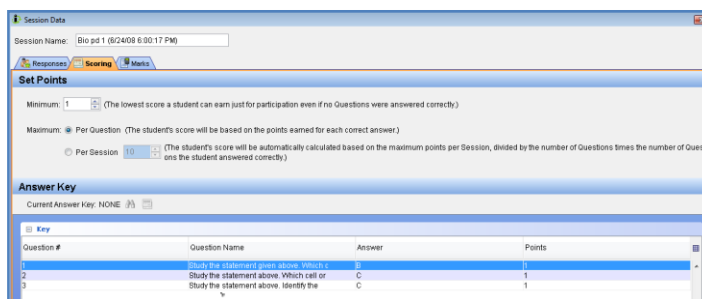 Session Data
Session Name: Bio pd 1 (6/24/08 6:00:17 PM)
Responses Scoring Marks
Set Points
Minimum: 1 (The lowest score a student can earn just for participation even if no Questions were answered correctly.)
Maximum: Per Question (The student's score will be based on the points earned for each correct answer.)
Per Session 10 (The student's score will be automatically calculated based on the maximum points per Session, divided by the number of Questions times the number of Ques
ons the student answered correctly.)
Answer Key
Current Answer Key: NONE
Key
Question # Question Name Answer Points
1 Study the statement given above. Which c B 1
2 Study the statement above. Which cell or C 1
3 Study the statement above. Identify the C 1